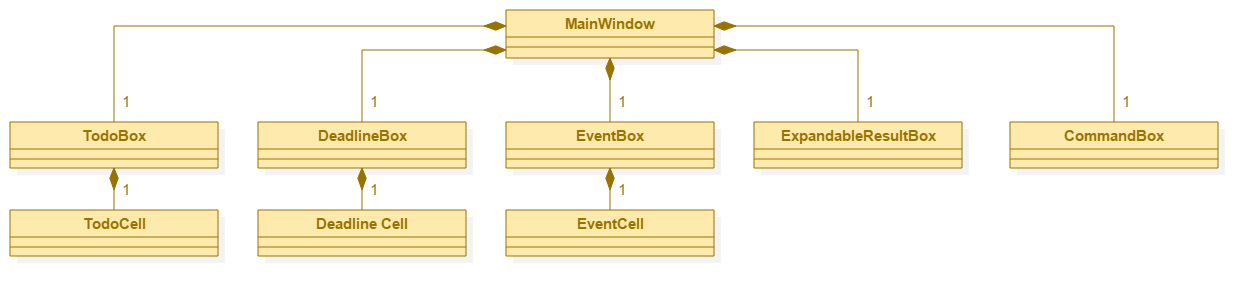 MainWindow
1
1
1
1
1
TodoBox
DeadlineBox
EventBox
ExpandableResultBox
CommandBox
1
1
1
TodoCell
Deadline Cell
EventCell